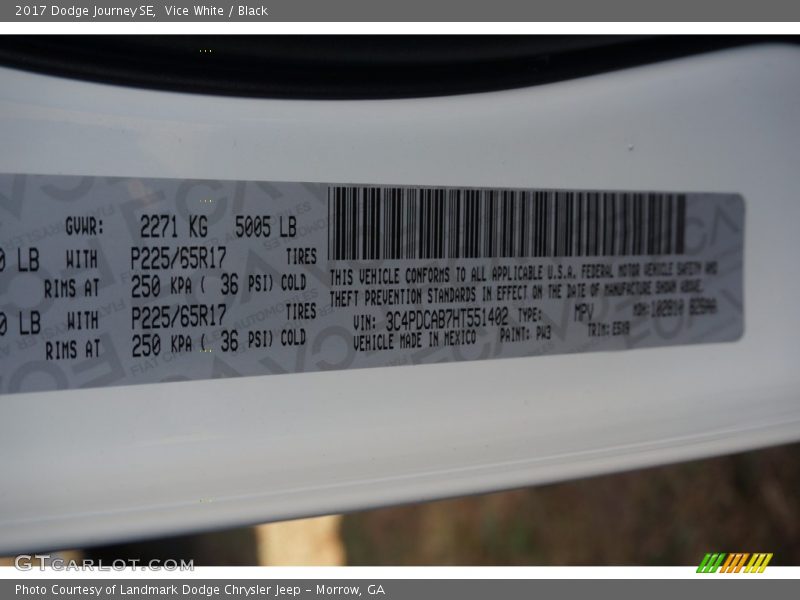 2017 Dodge Journey SE, Vice White / Black
GVWR: 2271 KG 5005 LB
0 LB WITH P225/65R17 TIRES
RIMS AT 250 KPA ( 36 PSI) COLD
0 LB WITH P225/65R17 TIRES
RIMS AT 250 KPA ( 36 PSI) COLD
THIS VEHICLE CONFORMS TO ALL APPLICABLE U.S.A. FEDERAL MOTOR VEHICLE SAFETY AND
THEFT PREVENTION STANDARDS IN EFFECT ON THE DATE OF MANUFACTURE SHOWN ABOVE.
VIN: 3C4PDCAB7HT551402 TYPE: MPV MDH:
VEHICLE MADE IN MEXICO PAINT: PW3 TRIM:
GTCARLOT.COM
Photo Courtesy of Landmark Dodge Chrysler Jeep – Morrow, GA